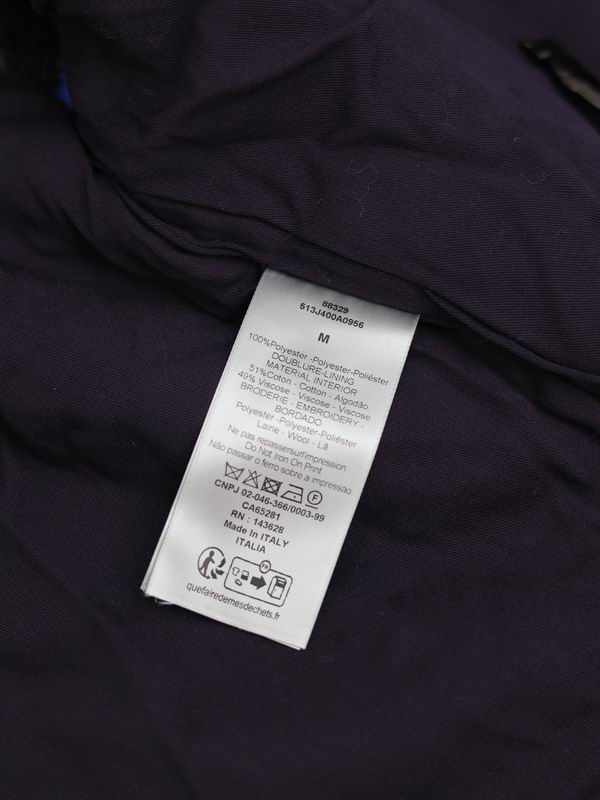 88329
513J400A0956
M
100%Polyester -Polyester-Poliéster
DOUBLURE-LINING
MATERIAL INTERIOR
51%Coton - Cotton - Algodão
49% Viscose - Viscose - Viscose
BRODERIE - EMBROIDERY -
BORDADO
Polyester -Polyester-Poliéster
Laine - Wool - Lã
Ne pas repassersurl'impression
Do Not Iron On Print
Não passar o ferro sobre a impressão
F
CNPJ 02-046-366/0003-99
CA65281
RN : 143628
Made in ITALY
ITALIA
FR
quefairedemesdechets.fr